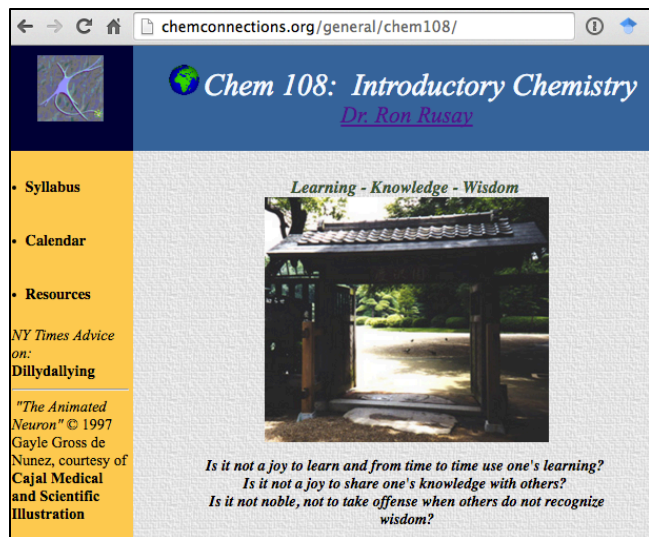 chemconnections.org/general/chem108/
Chem 108: Introductory Chemistry
Dr. Ron Rusay
• Syllabus
• Calendar
• Resources
NY Times Advice
on:
Dillydallying
"The Animated
Neuron" © 1997
Gayle Gross de
Nunez, courtesy of
Cajal Medical
and Scientific
Illustration
Learning - Knowledge - Wisdom
Is it not a joy to learn and from time to time use one's learning?
Is it not a joy to share one's knowledge with others?
Is it not noble, not to take offense when others do not recognize
wisdom?